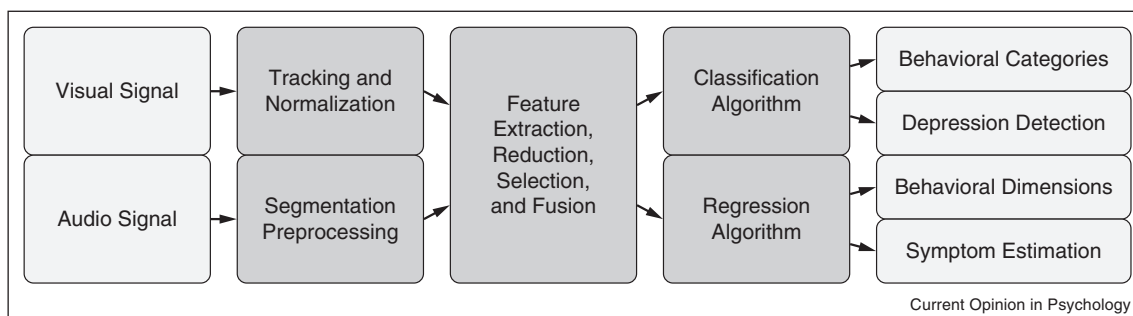 Visual Signal
Audio Signal
Tracking and
Normalization
Segmentation
Preprocessing
Feature
Extraction,
Reduction,
Selection,
and Fusion
Classification
Algorithm
Regression
Algorithm
Behavioral Categories
Depression Detection
Behavioral Dimensions
Symptom Estimation
Current Opinion in Psychology